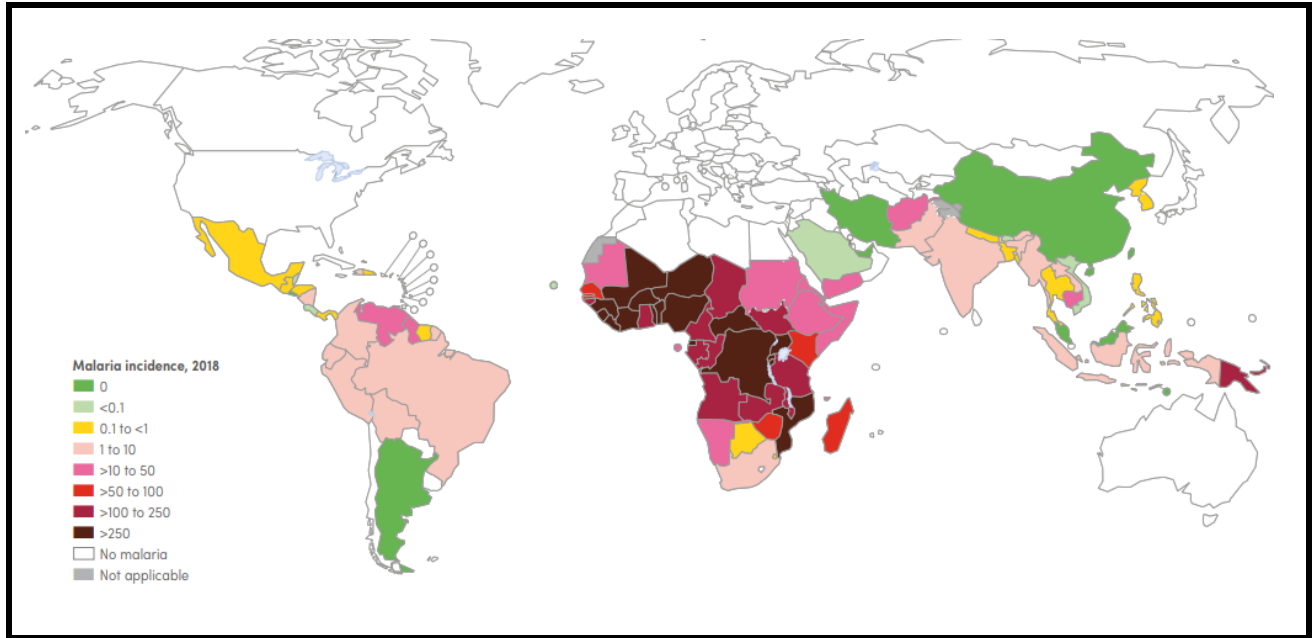 Malaria incidence, 2018
0
<0.1
0.1 to <1
1 to 10
>10 to 50
>50 to 100
>100 to 250
>250
No malaria
Not applicable